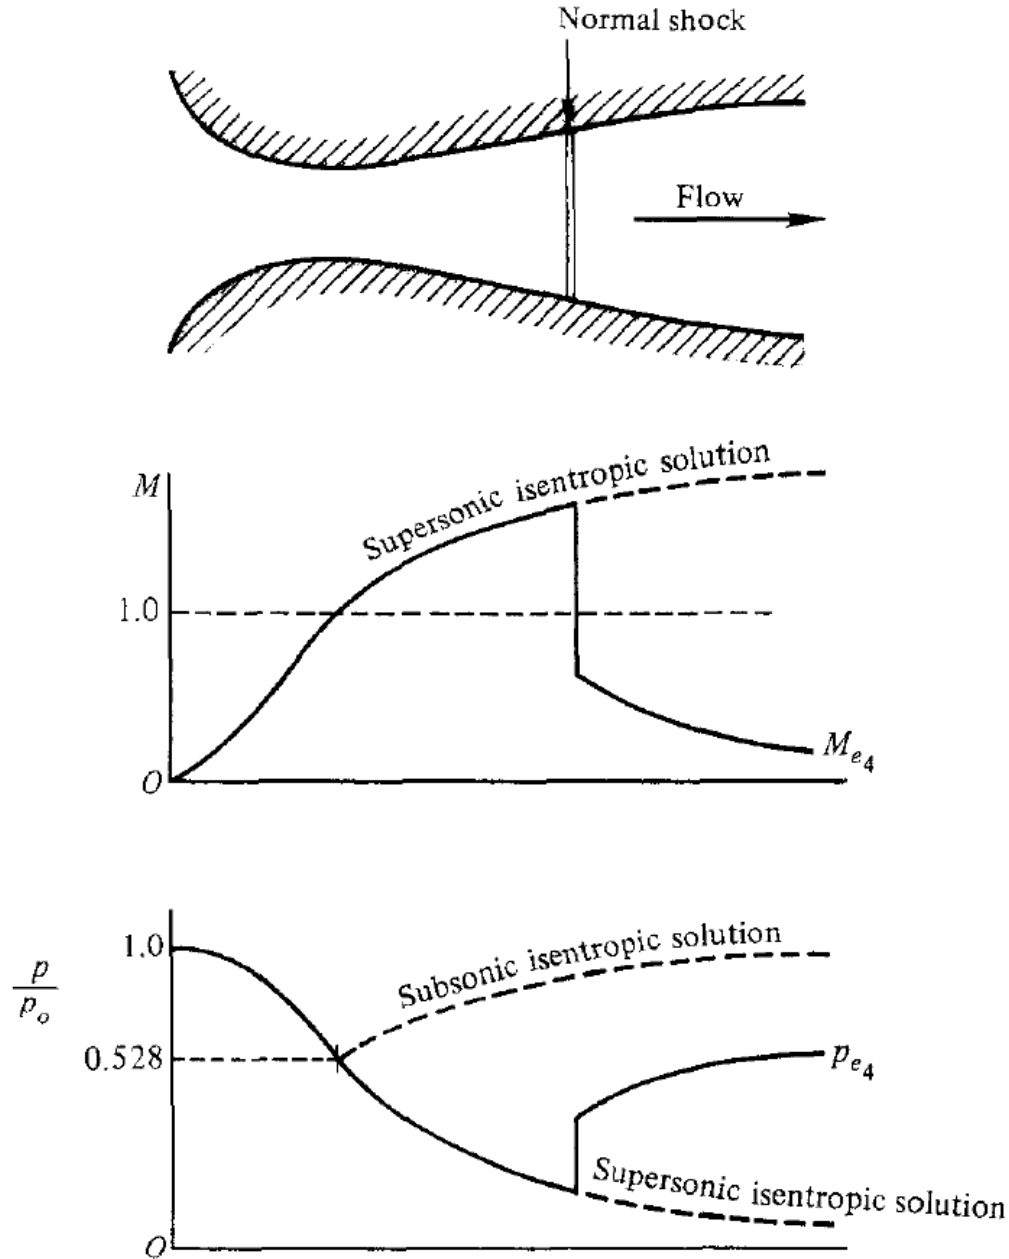 Normal shock
Flow
M
Supersonic isentropic solution
1.0
O
M_{e_4}
1.0
p/p_o
Subsonic isentropic solution
0.528
p_{e_4}
Supersonic isentropic solution
O